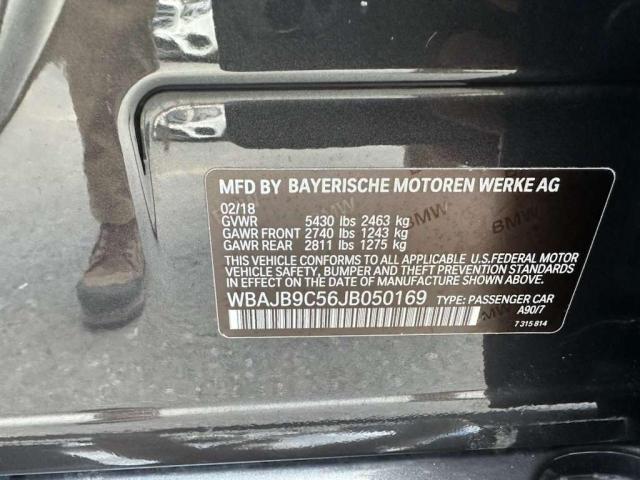 MFD BY BAYERISCHE MOTOREN WERKE AG
02/18
GVWR 5430 lbs 2463 kg
GAWR FRONT 2740 lbs 1243 kg
GAWR REAR 2811 lbs 1275 kg
THIS VEHICLE CONFORMS TO ALL APPLICABLE U.S.FEDERAL MOTOR
VEHICLE SAFETY, BUMPER AND THEFT PREVENTION STANDARDS
IN EFFECT ON THE DATE OF MANUFACTURE SHOWN ABOVE:
WBAJB9C56JB050169 TYPE: PASSENGER CAR
A90/7
7 315 814